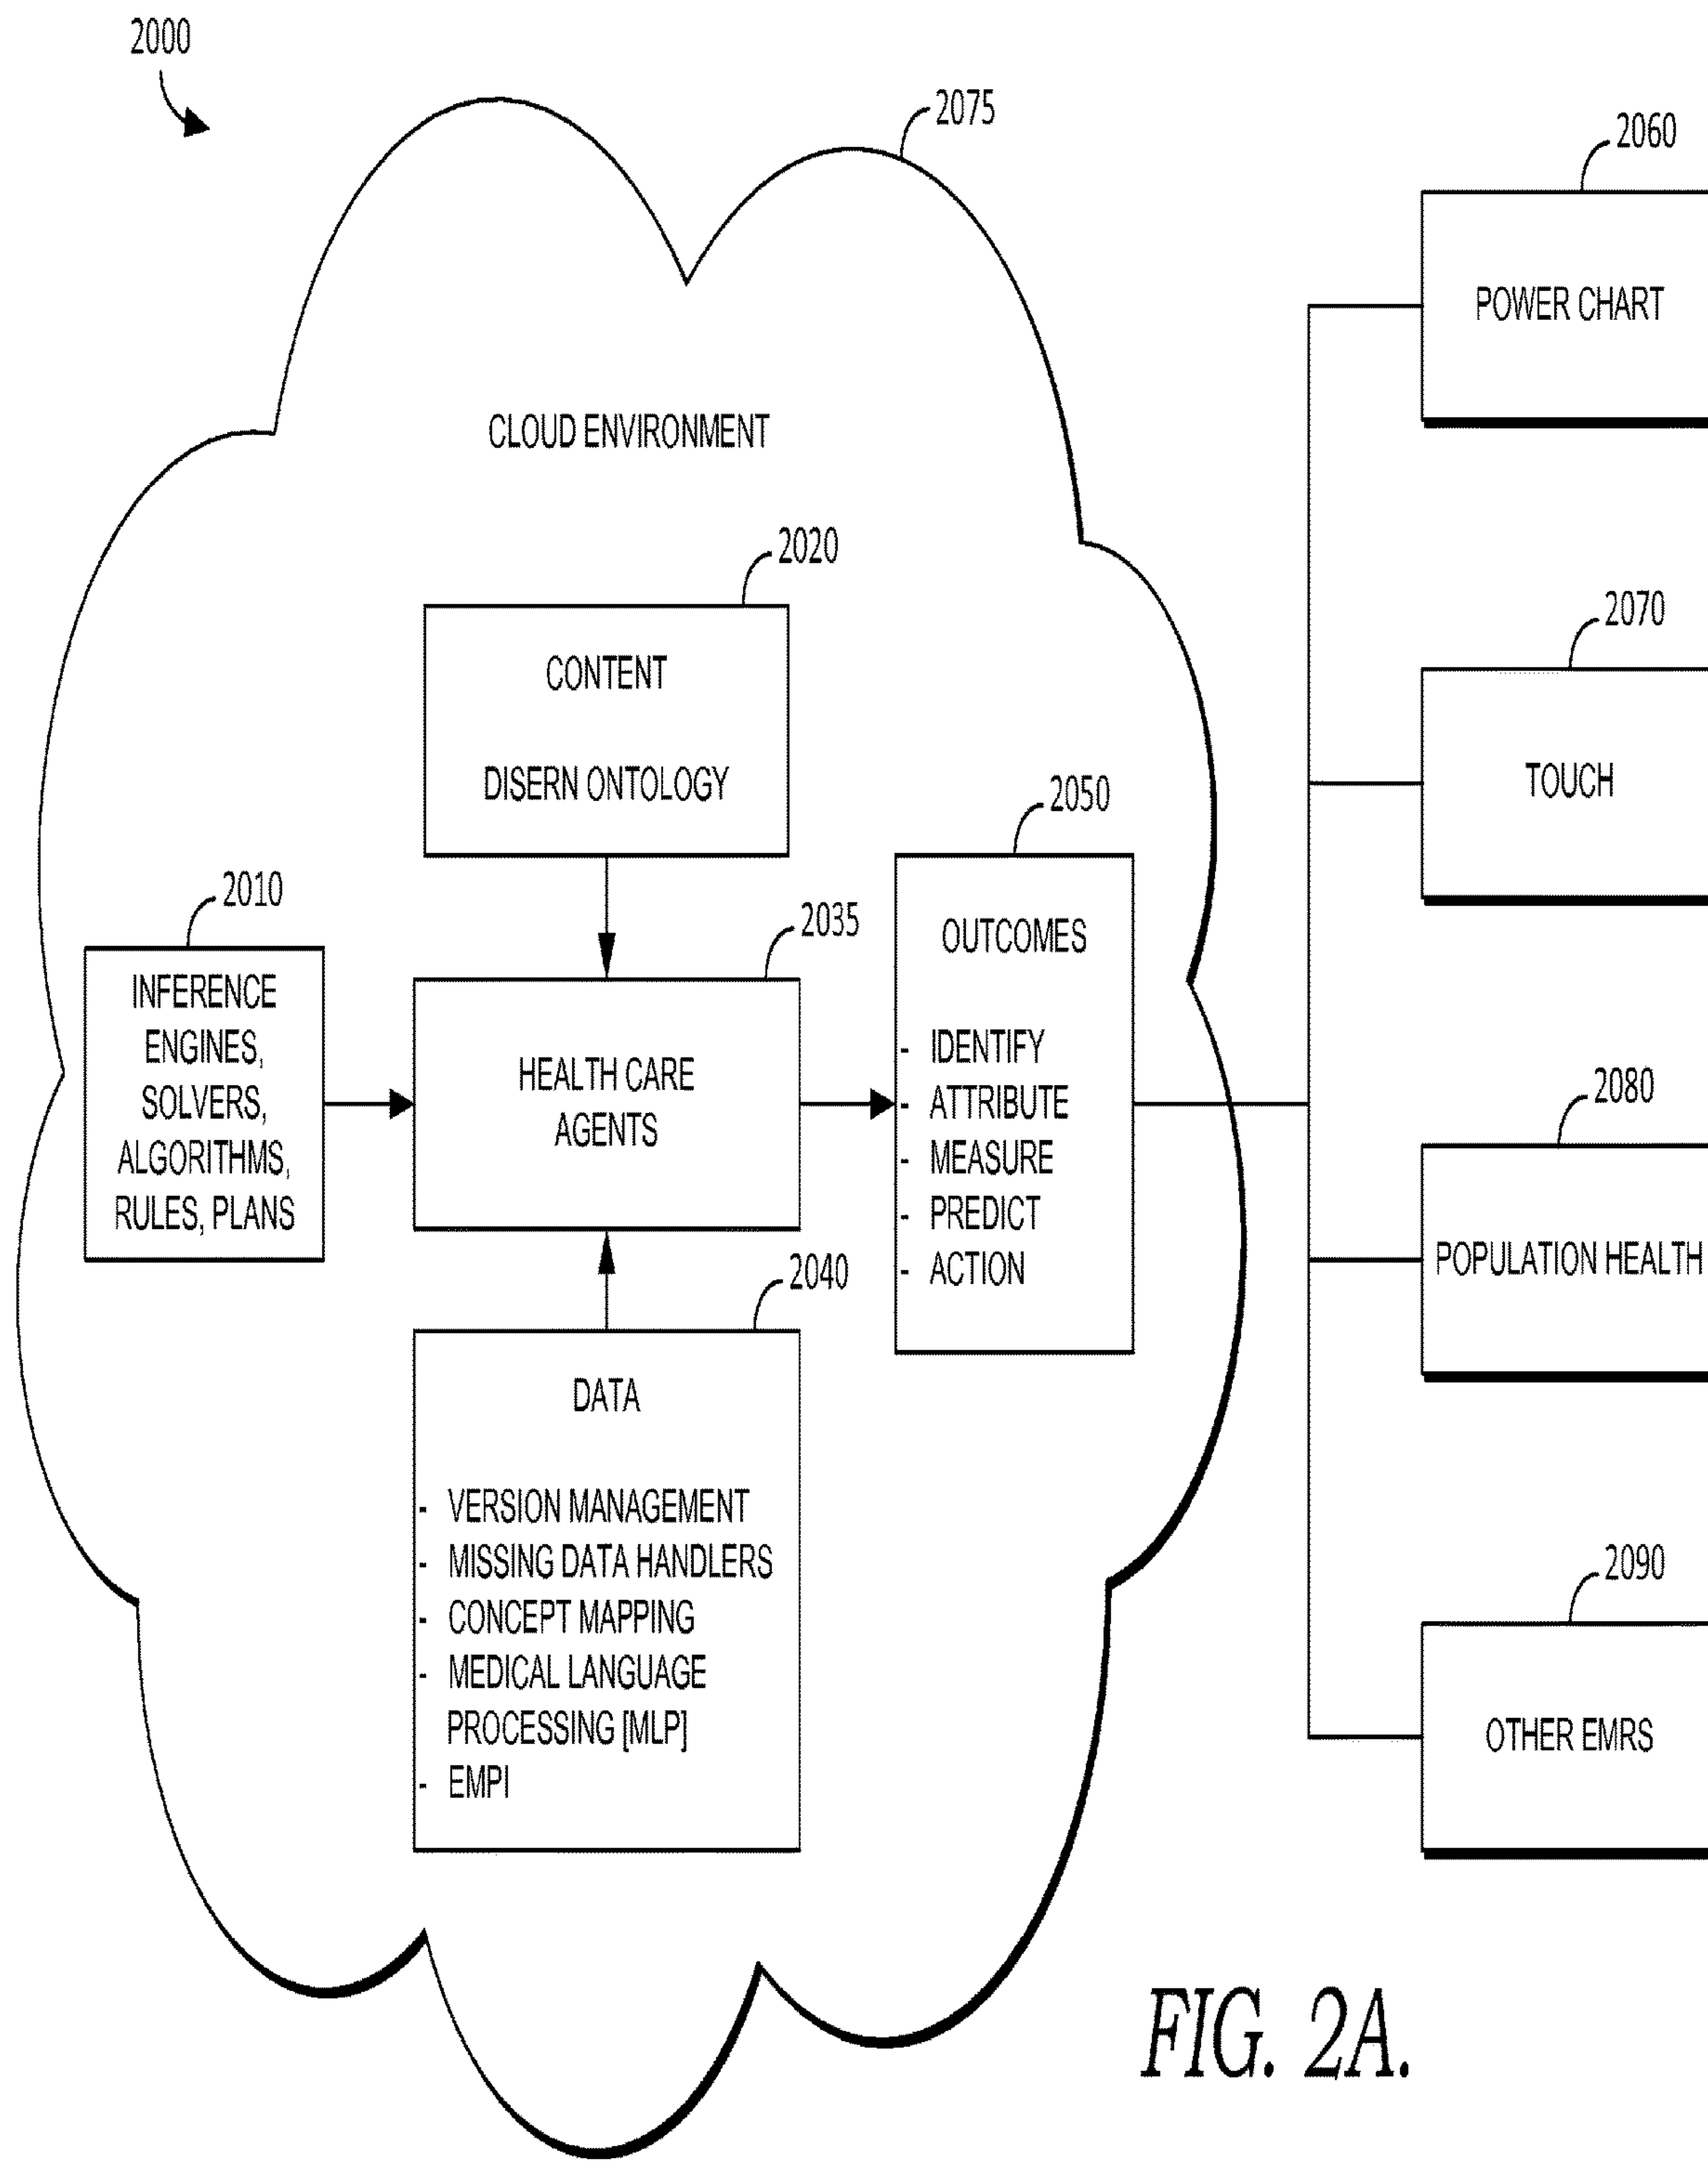 2000
2075
2060
POWER CHART
CLOUD ENVIRONMENT
2020
CONTENT
DISERN ONTOLOGY
2070
TOUCH
2050
OUTCOMES
- IDENTIFY
- ATTRIBUTE
- MEASURE
- PREDICT
- ACTION
2010
INFERENCE
ENGINES,
SOLVERS,
ALGORITHMS,
RULES, PLANS
2035
HEALTH CARE
AGENTS
2080
POPULATION HEALTH
2040
DATA
- VERSION MANAGEMENT
- MISSING DATA HANDLERS
- CONCEPT MAPPING
- MEDICAL LANGUAGE
PROCESSING [MLP]
- EMPI
2090
OTHER EMRS
FIG. 2A.